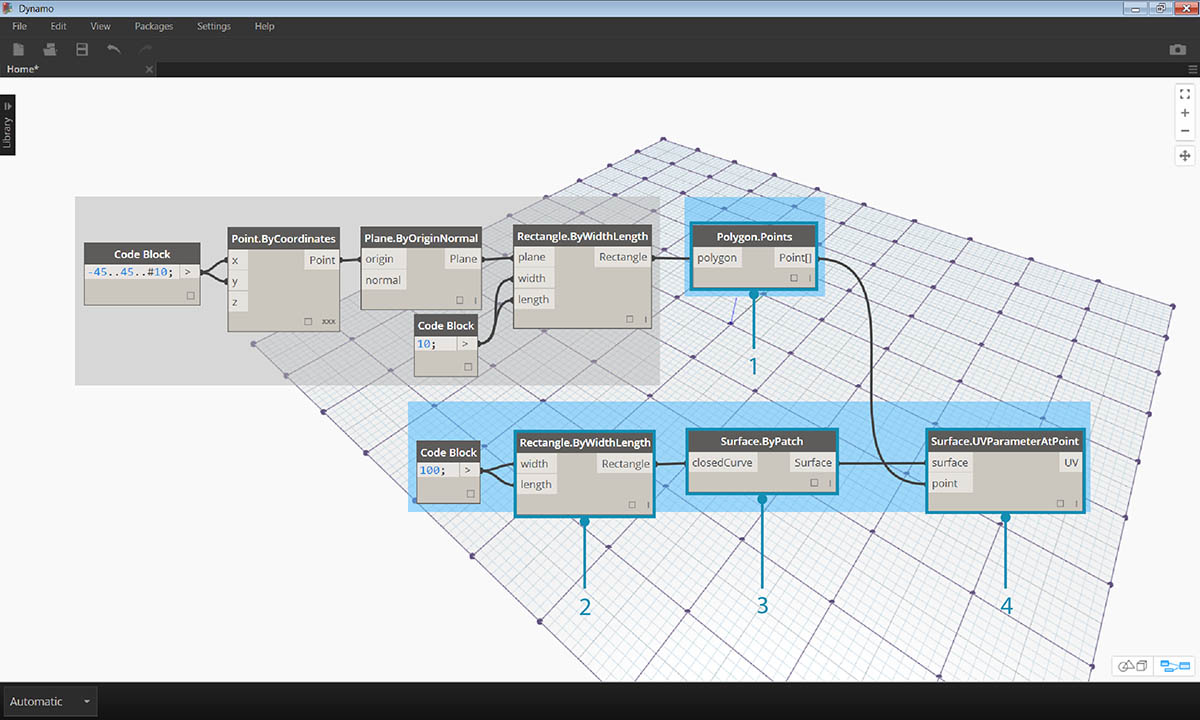 Dynamo
File Edit View Packages Settings Help
Home*
Library
Code Block
-45..45..#10; >
Point.ByCoordinates
x Point
y
z
xxx
Plane.ByOriginNormal
origin Plane
normal
Rectangle.ByWidthLength
plane Rectangle
width
length
Code Block
10; >
Polygon.Points
polygon Point[]
1
Code Block
100; >
Rectangle.ByWidthLength
width Rectangle
length
2
Surface.ByPatch
closedCurve Surface
3
Surface.UVParameterAtPoint
surface UV
point
4
Automatic